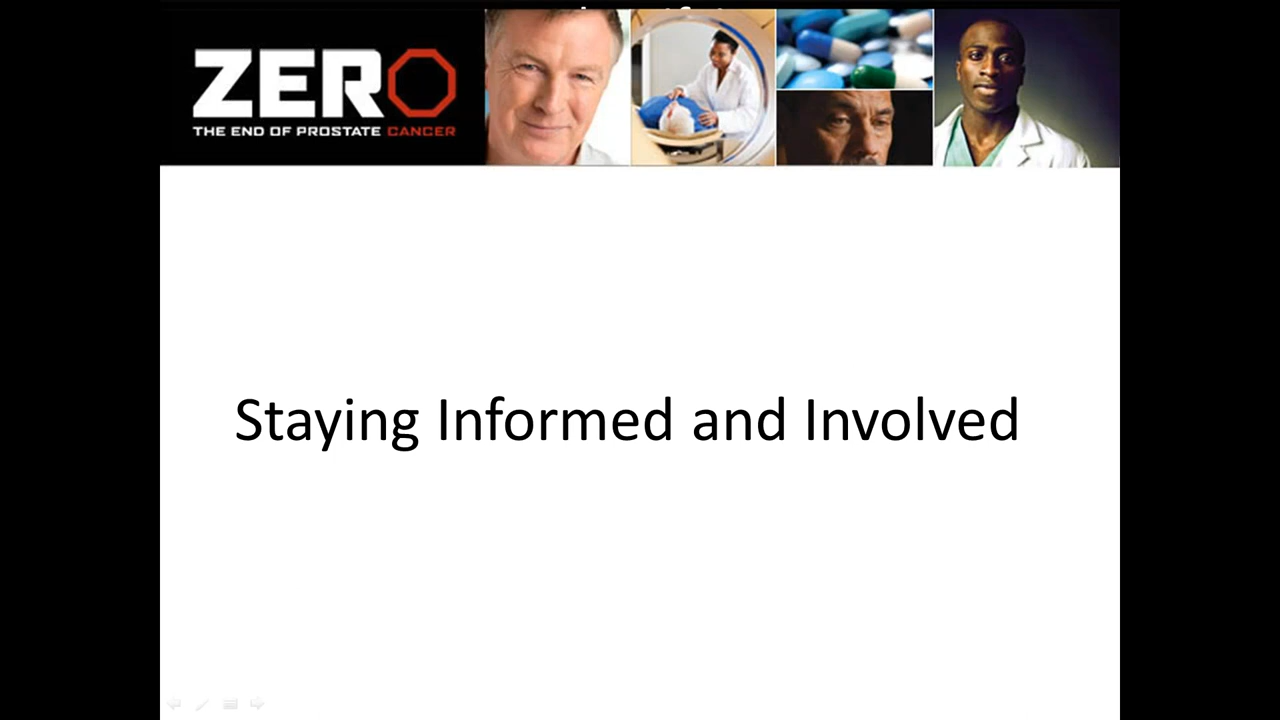 ZERO
THE END OF PROSTATE CANCER
Staying Informed and Involved